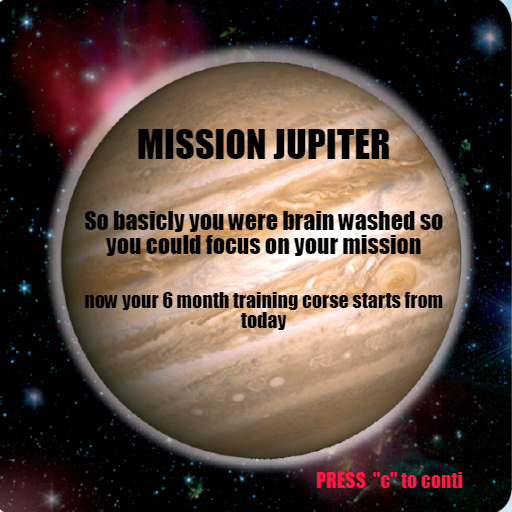 MISSION JUPITER
So basicly you were brain washed so
you could focus on your mission
now your 6 month training corse starts from
today
PRESS "c" to conti